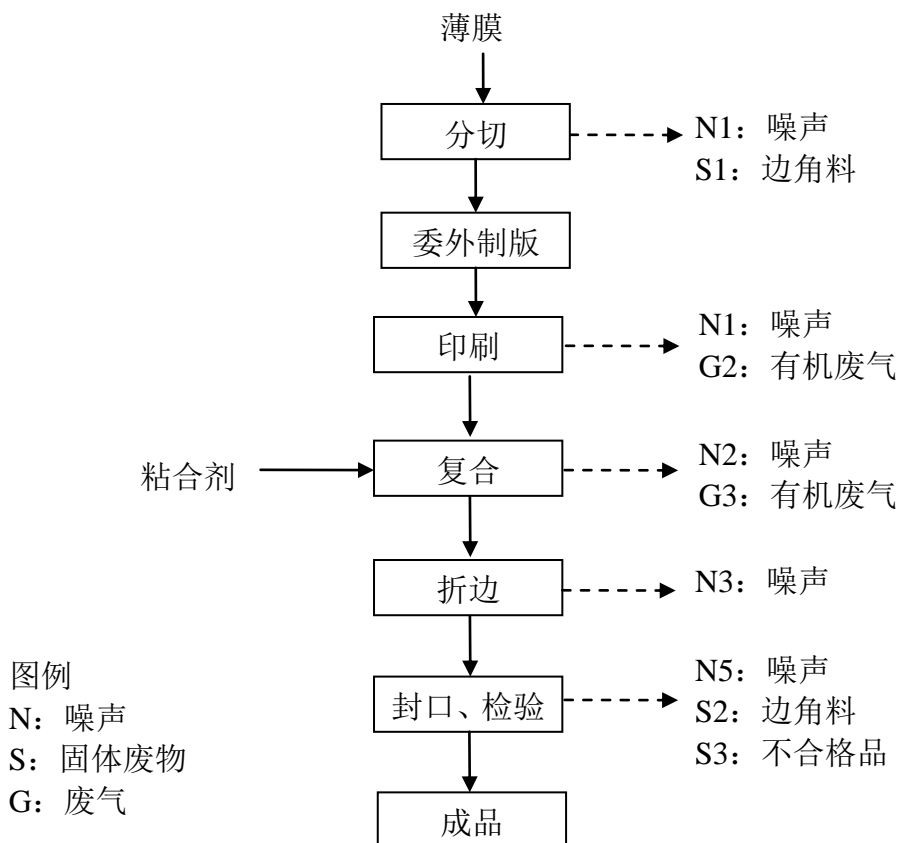 薄膜
分切
N1：噪声
S1：边角料
委外制版
印刷
N1：噪声
G2：有机废气
粘合剂
复合
N2：噪声
G3：有机废气
折边
N3：噪声
封口、检验
N5：噪声
S2：边角料
S3：不合格品
成品
图例
N：噪声
S：固体废物
G：废气